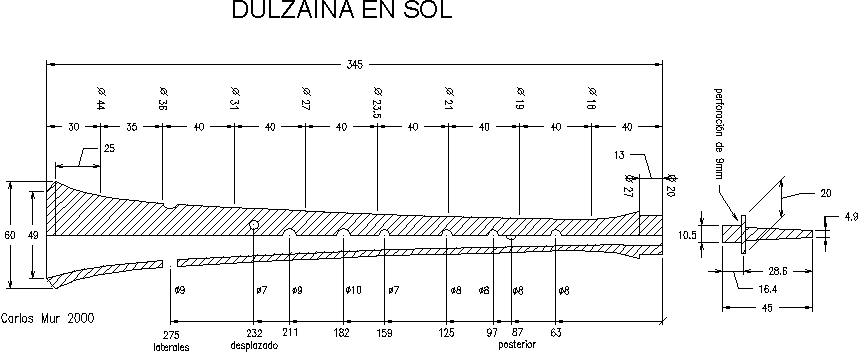 DULZAINA EN SOL
345
Ø 44
Ø 36
Ø 31
Ø 27
Ø 23.5
Ø 21
Ø 19
Ø 18
30
35
40
40
40
40
40
40
40
25
13
Ø 27
Ø 20
perforación de 9mm
20
4.9
60
49
10.5
28.6
16.4
45
Ø9
Ø7
Ø9
Ø10
Ø7
Ø8
Ø6
Ø8
Ø8
Carlos Mur 2000
275
232
211
182
159
125
97
87
63
laterales
desplazado
posterior